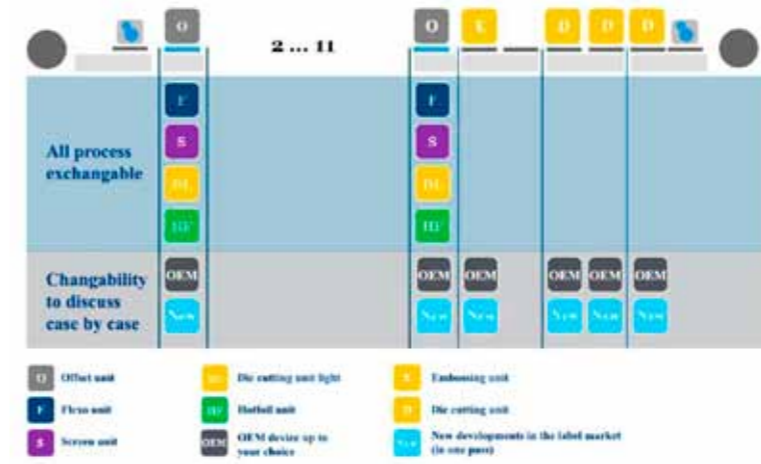 O 2 ... 11 O E D D D
F F
S S
All process
exchangable
DL DL
HF HF
Changability
to discuss
case by case
OEM OEM OEM OEM OEM OEM
New New New New New New
O Offset unit
DL Die cutting unit light
E Embossing unit
F Flexo unit
HF Hotfoil unit
D Die cutting unit
S Screen unit
OEM OEM device up to
your choice
New New developments in the label market
(in one pass)